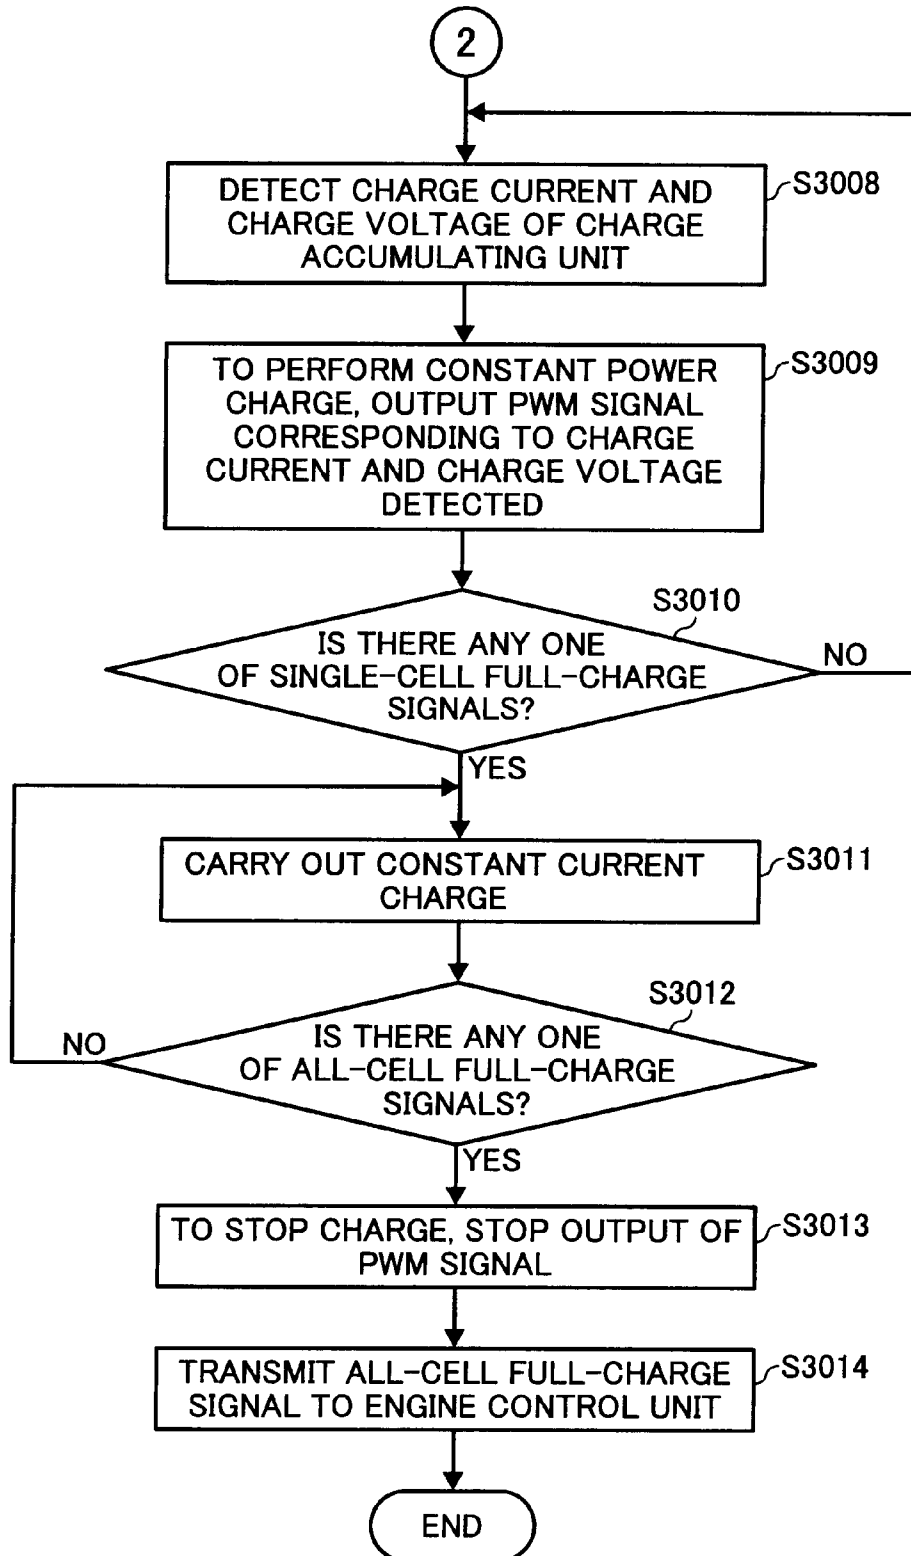 2
DETECT CHARGE CURRENT AND
CHARGE VOLTAGE OF CHARGE
ACCUMULATING UNIT
S3008
TO PERFORM CONSTANT POWER
CHARGE, OUTPUT PWM SIGNAL
CORRESPONDING TO CHARGE
CURRENT AND CHARGE VOLTAGE
DETECTED
S3009
S3010
IS THERE ANY ONE
OF SINGLE-CELL FULL-CHARGE
SIGNALS?
NO
YES
CARRY OUT CONSTANT CURRENT
CHARGE
S3011
S3012
IS THERE ANY ONE
OF ALL-CELL FULL-CHARGE
SIGNALS?
NO
YES
TO STOP CHARGE, STOP OUTPUT OF
PWM SIGNAL
S3013
TRANSMIT ALL-CELL FULL-CHARGE
SIGNAL TO ENGINE CONTROL UNIT
S3014
END